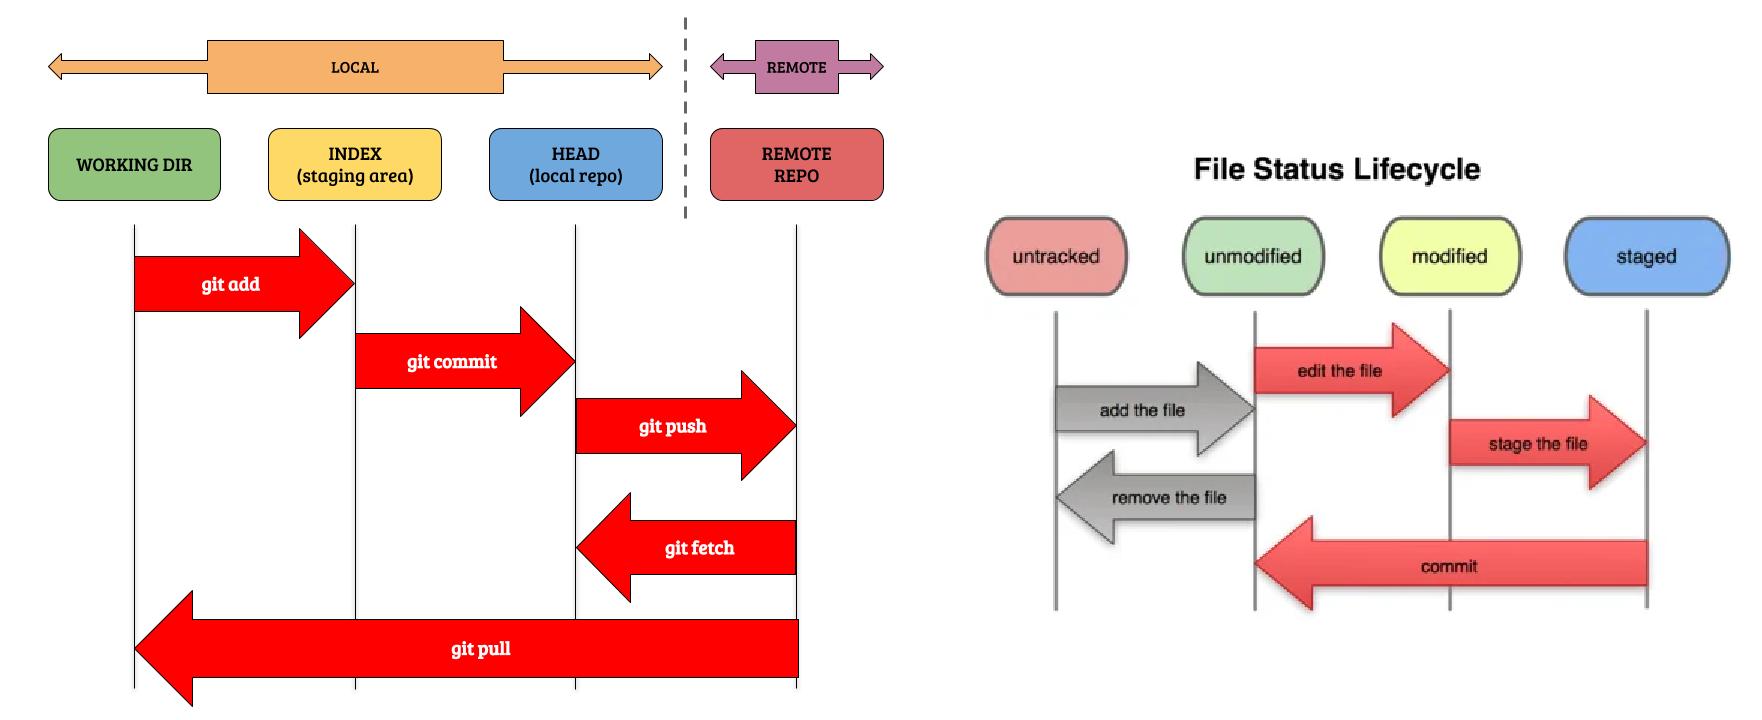 LOCAL
REMOTE
WORKING DIR
INDEX
(staging area)
HEAD
(local repo)
REMOTE
REPO
git add
git commit
git push
git fetch
git pull
File Status Lifecycle
untracked
unmodified
modified
staged
edit the file
add the file
stage the file
remove the file
commit